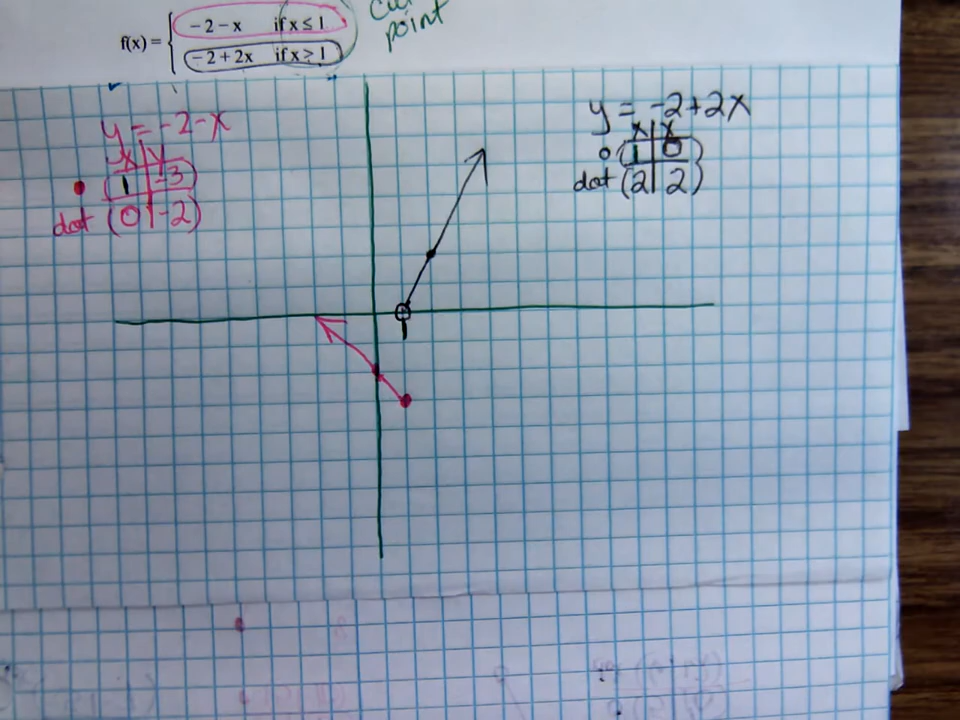 f(x) = { -2 - x if x ≤ 1
-2 + 2x if x > 1
point
y = -2 - x
x | y
(1 | -3)
dot (0 | -2)
y = -2 + 2x
x | y
o (1 | 0)
dot (2 | 2)
1